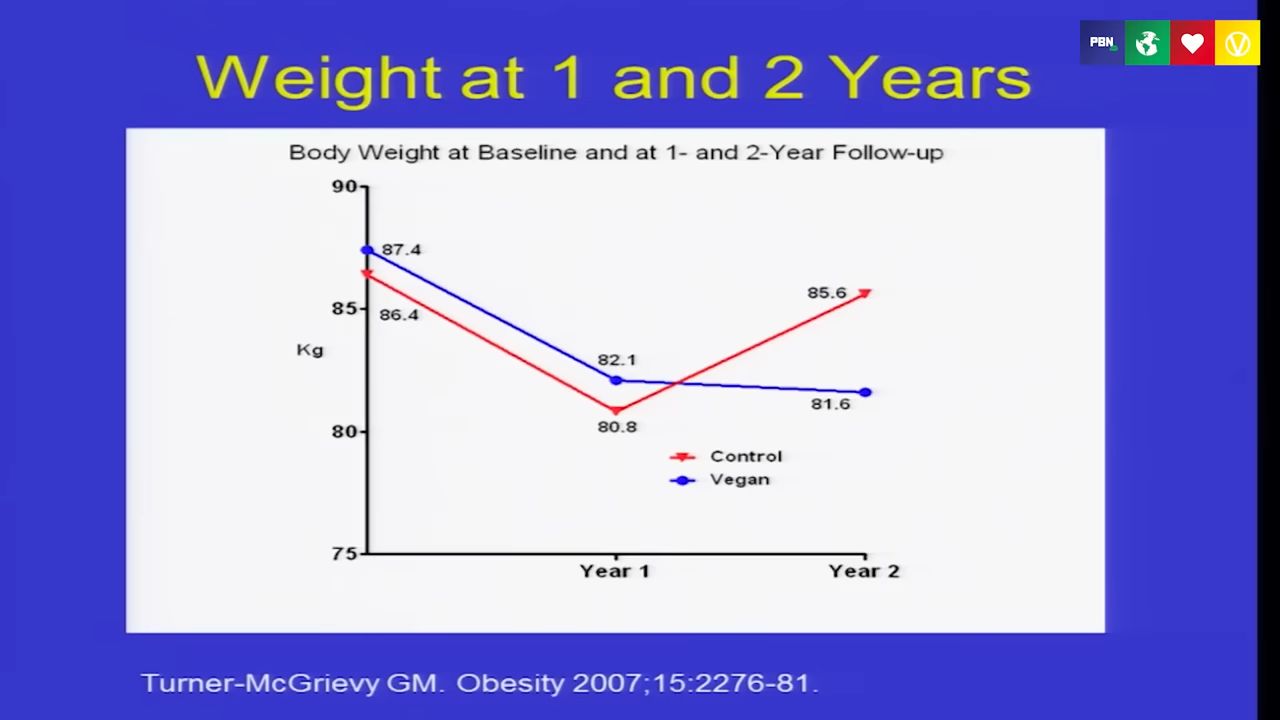 PBN
Weight at 1 and 2 Years
Body Weight at Baseline and at 1- and 2-Year Follow-up
90
87.4
85
86.4
85.6
Kg
82.1
81.6
80
80.8
Control
Vegan
75
Year 1
Year 2
Turner-McGrievy GM. Obesity 2007;15:2276-81.